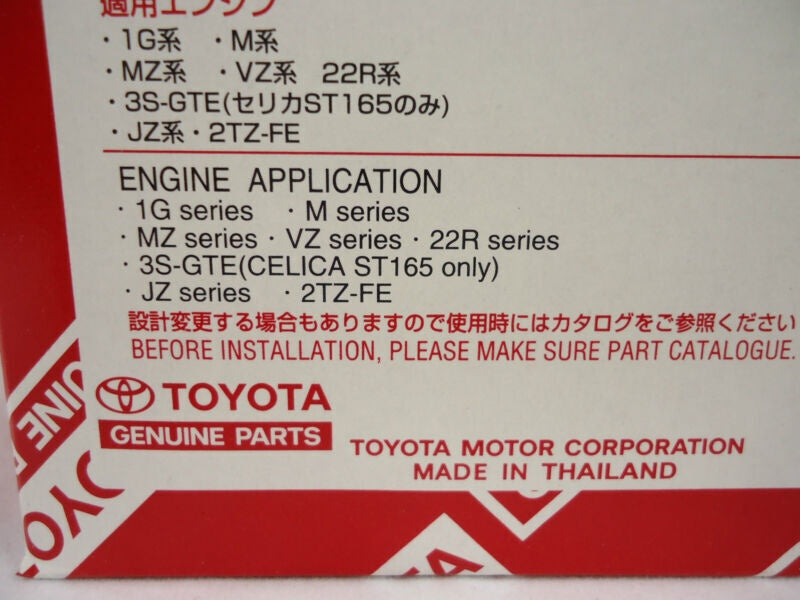 適用エンジン
・1G系 ・M系
・MZ系 ・VZ系 22R系
・3S-GTE(セリカST165のみ)
・JZ系・2TZ-FE
ENGINE APPLICATION
・1G series ・M series
・MZ series・VZ series・22R series
・3S-GTE(CELICA ST165 only)
・JZ series ・2TZ-FE
設計変更する場合もありますので使用時にはカタログをご参照ください
BEFORE INSTALLATION, PLEASE MAKE SURE PART CATALOGUE.
TOYOTA
GENUINE PARTS
TOYOTA MOTOR CORPORATION
MADE IN THAILAND